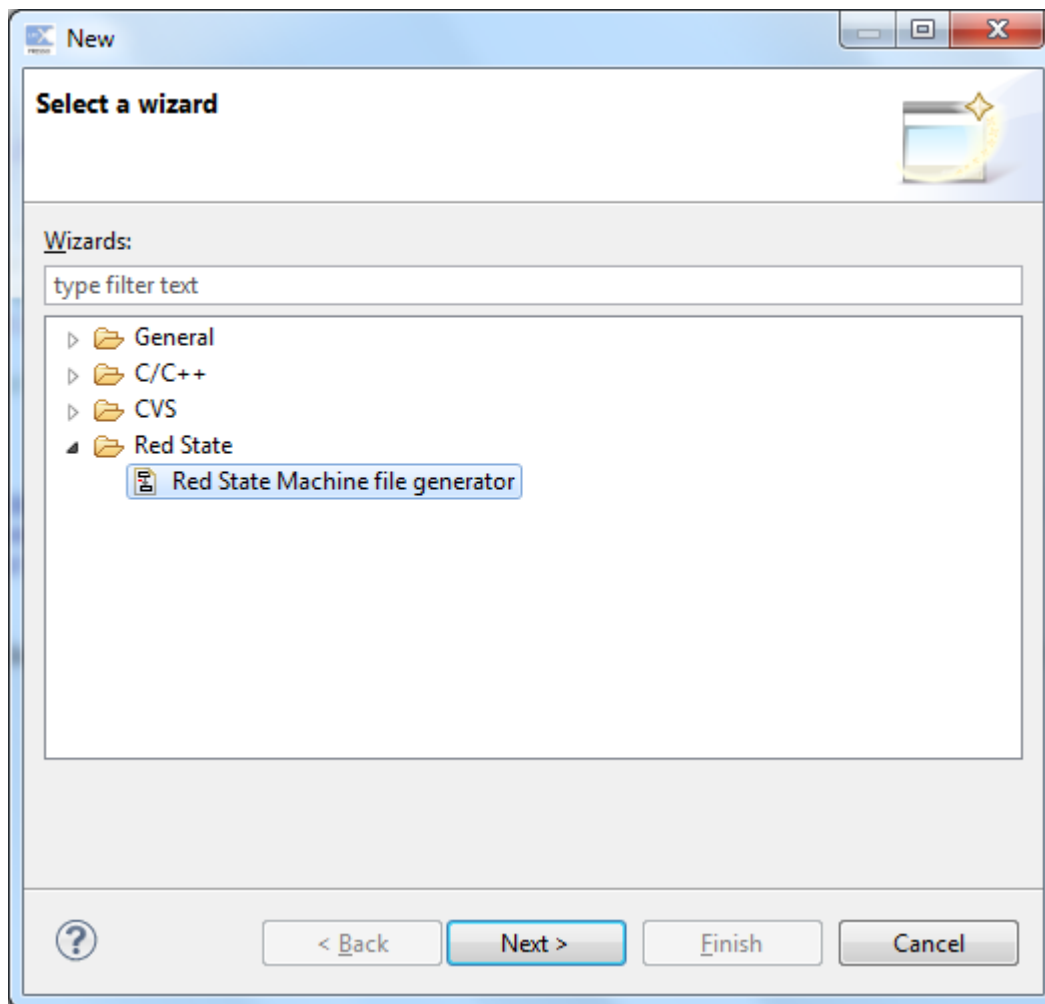 New
Select a wizard
Wizards:
type filter text
General
C/C++
CVS
Red State
Red State Machine file generator
< Back Next > Finish Cancel